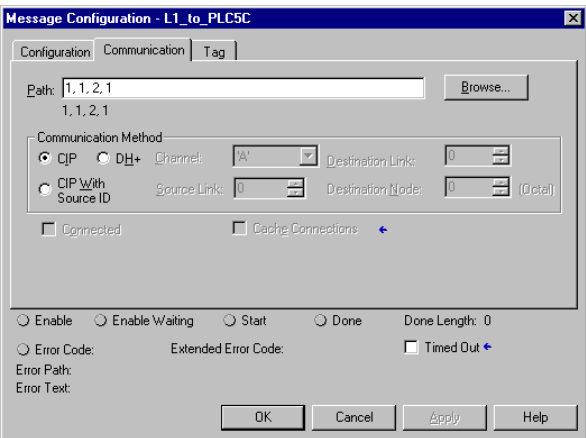 Message Configuration - L1_to_PLC5C
Configuration Communication Tag
Path: 1, 1, 2, 1 Browse...
1, 1, 2, 1
Communication Method
CIP DH+ Channel: 'A' Destination Link: 0
CIP With
Source ID Source Link: 0 Destination Node: 0 (Octal)
Connected Cache Connections ←
Enable Enable Waiting Start Done Done Length: 0
Error Code: Extended Error Code: Timed Out ←
Error Path:
Error Text:
OK Cancel Apply Help